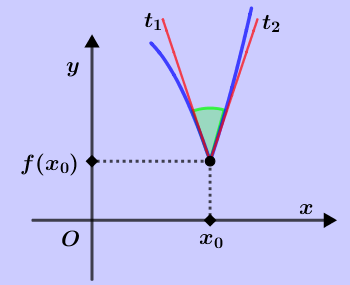 t₁
t₂
y
f(x₀)
x
O
x₀